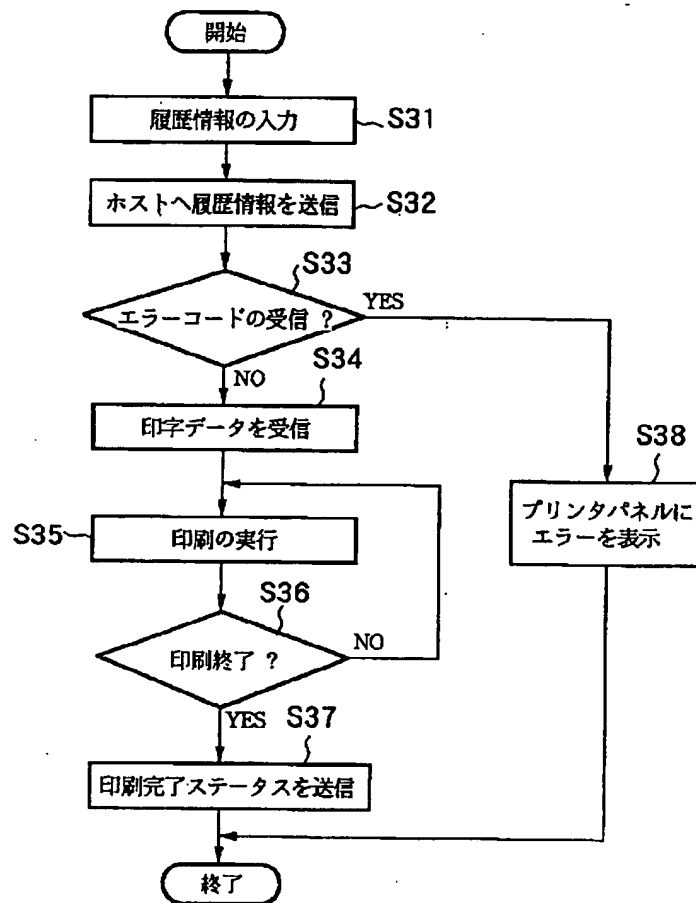 開始
履歴情報の入力 S31
ホストへ履歴情報を送信 S32
S33
エラーコードの受信 ? YES
NO
S34
印字データを受信
S38
プリンタパネルに
エラーを表示
S35 印刷の実行
S36
印刷終了 ? NO
YES
S37
印刷完了ステータスを送信
終了